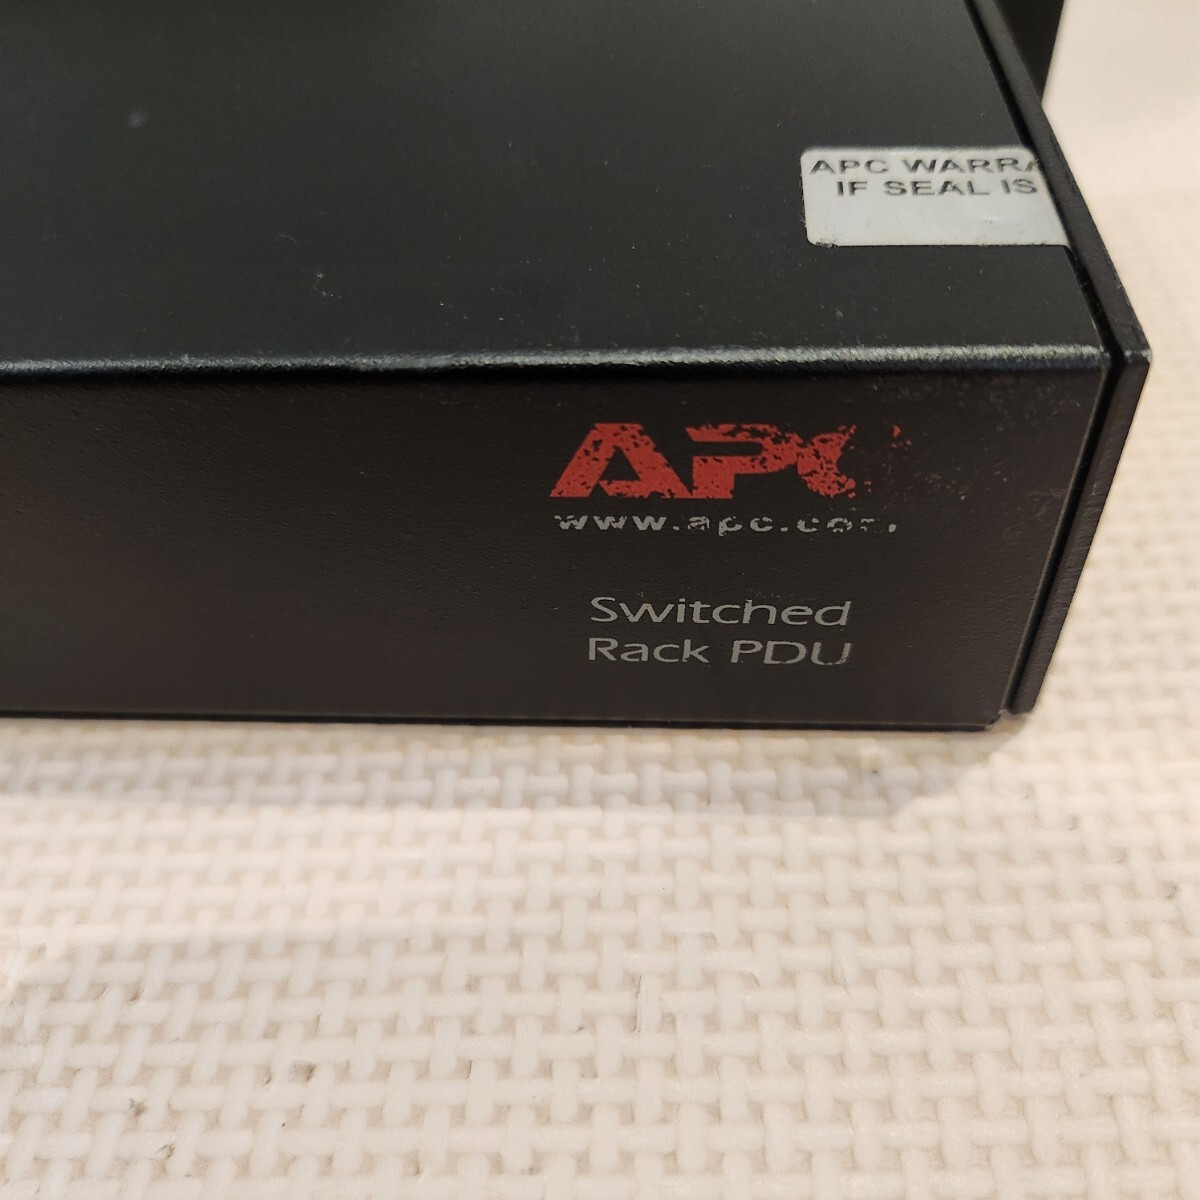 APC WARRA
IF SEAL IS
APC
www.apc.com
Switched
Rack PDU